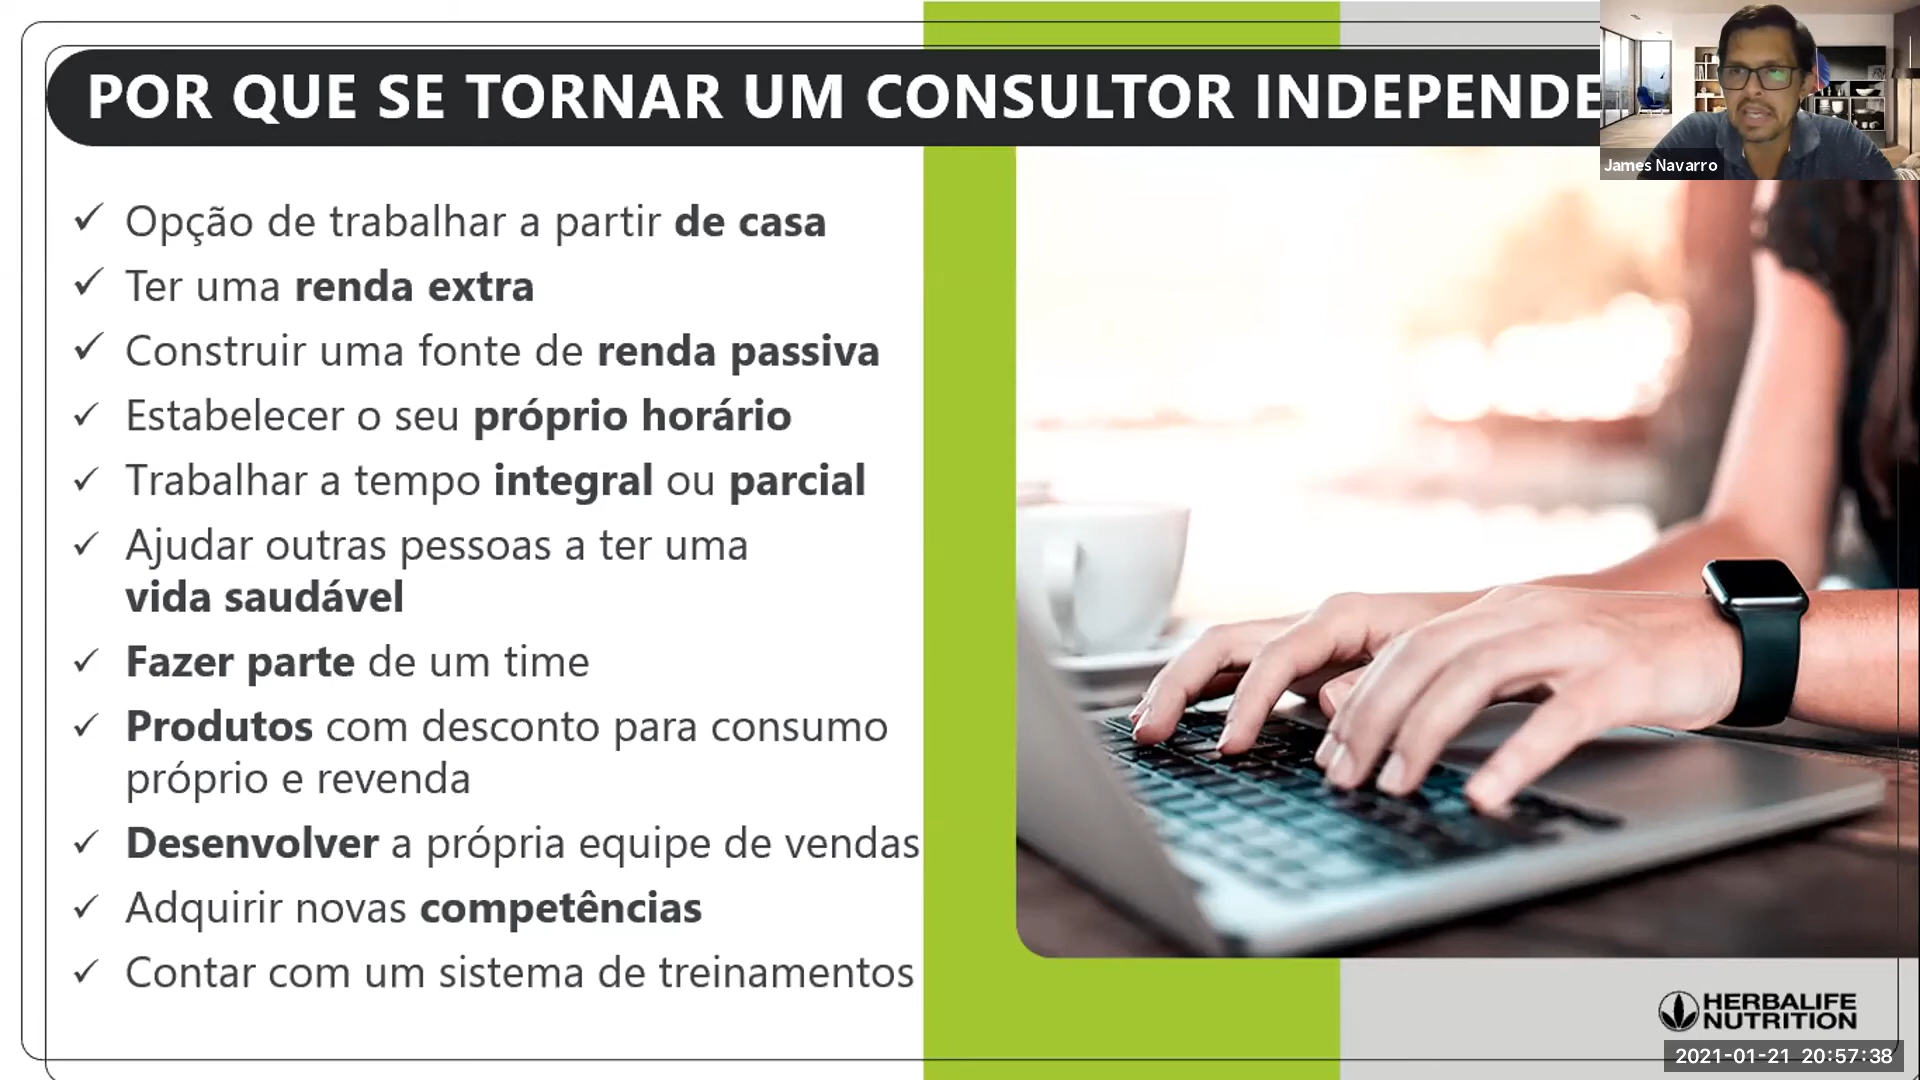 POR QUE SE TORNAR UM CONSULTOR INDEPENDE
James Navarro
Opção de trabalhar a partir de casa
Ter uma renda extra
Construir uma fonte de renda passiva
Estabelecer o seu próprio horário
Trabalhar a tempo integral ou parcial
Ajudar outras pessoas a ter uma
vida saudável
Fazer parte de um time
Produtos com desconto para consumo
próprio e revenda
Desenvolver a própria equipe de vendas
Adquirir novas competências
Contar com um sistema de treinamentos
HERBALIFE
NUTRITION
2021-01-21 20:57:38